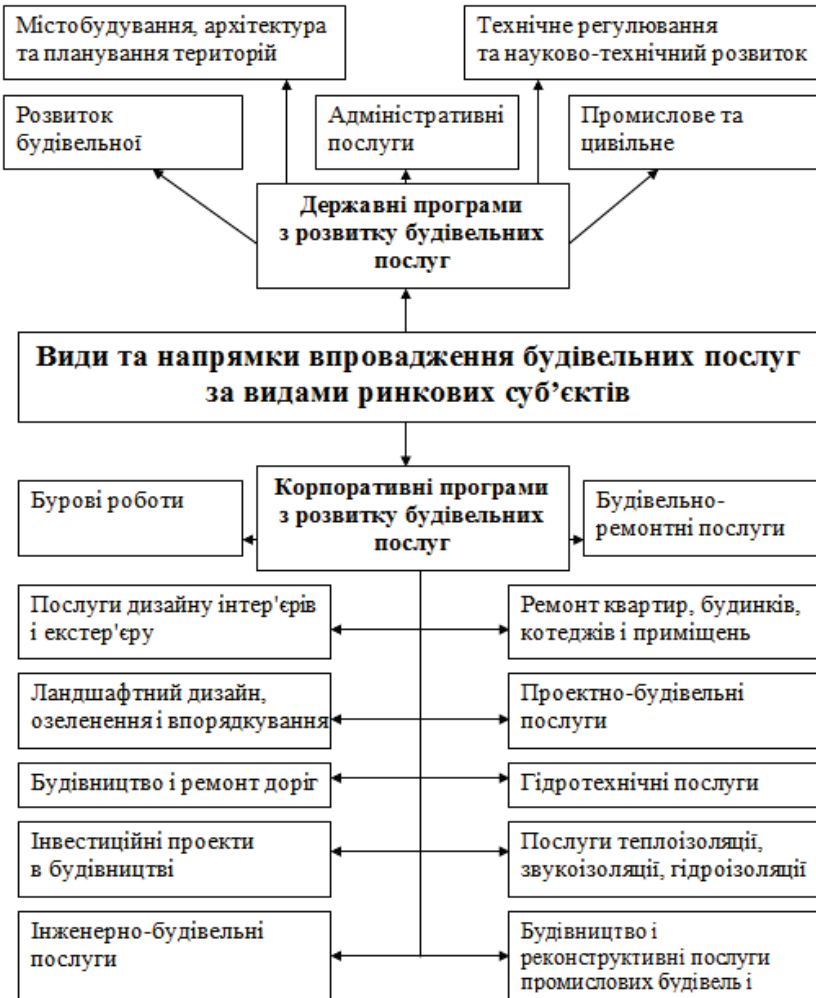 Містобудування, архітектура
та планування територій
Технічне регулювання
та науково-технічний розвиток
Розвиток
будівельної
Адміністративні
послуги
Промислове та
цивільне
Державні програми
з розвитку будівельних
послуг
Види та напрямки впровадження будівельних послуг
за видами ринкових суб’єктів
Корпоративні програми
з розвитку будівельних
послуг
Бурові роботи
Будівельно-
ремонтні послуги
Послуги дизайну інтер'єрів
і екстер'єру
Ремонт квартир, будинків,
котеджів і приміщень
Ландшафтний дизайн,
озеленення і впорядкування
Проектно-будівельні
послуги
Будівництво і ремонт доріг
Гідротехнічні послуги
Інвестиційні проекти
в будівництві
Послуги теплоізоляції,
звукоізоляції, гідроізоляції
Інженерно-будівельні
послуги
Будівництво і
реконструктивні послуги
промислових будівель і